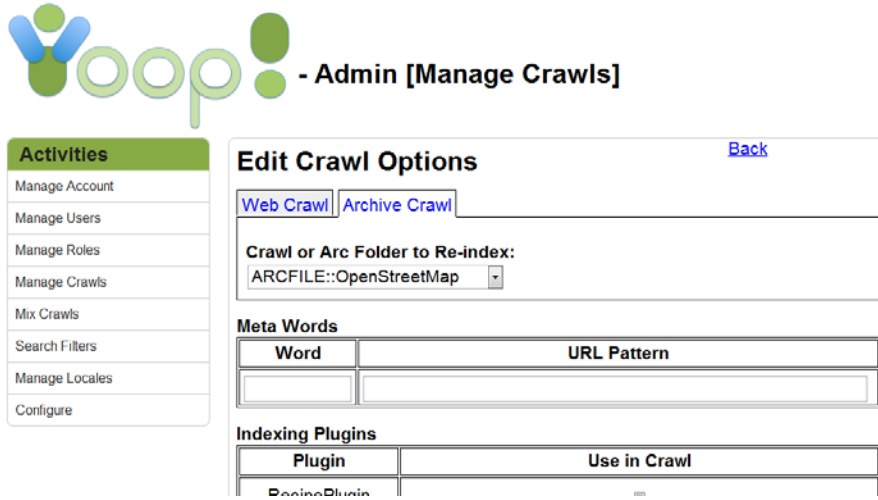 Yoop! - Admin [Manage Crawls]
Activities
Manage Account
Manage Users
Manage Roles
Manage Crawls
Mix Crawls
Search Filters
Manage Locales
Configure
Edit Crawl Options
Back
Web Crawl Archive Crawl
Crawl or Arc Folder to Re-index:
ARCFILE::OpenStreetMap
Meta Words
Word URL Pattern
Indexing Plugins
Plugin Use in Crawl
RecipePlugin